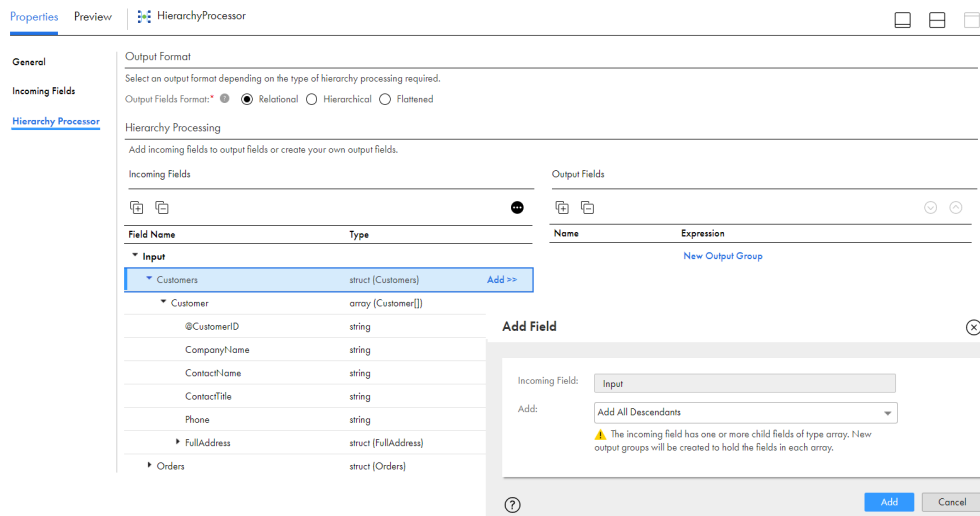 Properties Preview HierarchyProcessor
General
Incoming Fields
Hierarchy Processor
Output Format
Select an output format depending on the type of hierarchy processing required.
Output Fields Format:* ? Relational Hierarchical Flattened
Hierarchy Processing
Add incoming fields to output fields or create your own output fields.
Incoming Fields
Field Name Type
Input
Customers struct (Customers) Add >>
Customer array (Customer[])
@CustomerID string
CompanyName string
ContactName string
ContactTitle string
Phone string
FullAddress struct (FullAddress)
Orders struct (Orders)
Output Fields
Name Expression
New Output Group
Add Field
Incoming Field: Input
Add: Add All Descendants
The incoming field has one or more child fields of type array. New
output groups will be created to hold the fields in each array.
? Add Cancel